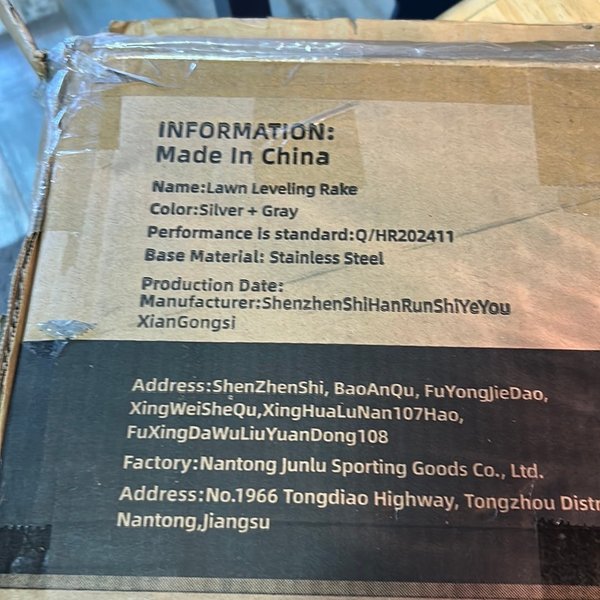 INFORMATION:
Made In China
Name:Lawn Leveling Rake
Color:Silver + Gray
Performance is standard:Q/HR202411
Base Material: Stainless Steel
Production Date:
Manufacturer:ShenzhenShiHanRunShiYeYou
XianGongsi
Address:ShenZhenShi, BaoAnQu, FuYongJieDao,
XingWeiSheQu,XingHuaLuNan107Hao,
FuXingDaWuLiuYuanDong108
Factory:Nantong Junlu Sporting Goods Co., Ltd.
Address:No.1966 Tongdiao Highway, Tongzhou Distr
Nantong,Jiangsu